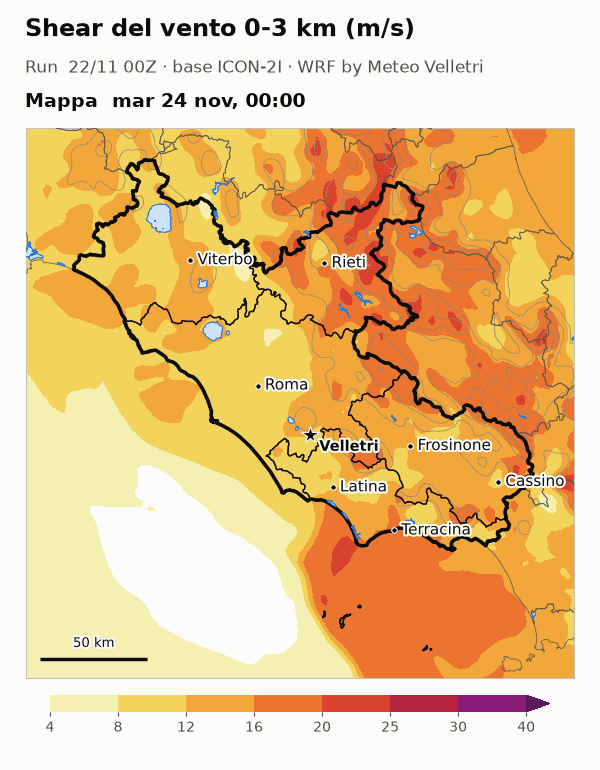 Shear del vento 0-3 km (m/s)
Run 22/11 00Z · base ICON-2I · WRF by Meteo Velletri
Mappa mar 24 nov, 00:00
Viterbo
Rieti
Roma
Velletri
Frosinone
Cassino
Latina
Terracina
50 km
4 8 12 16 20 25 30 40